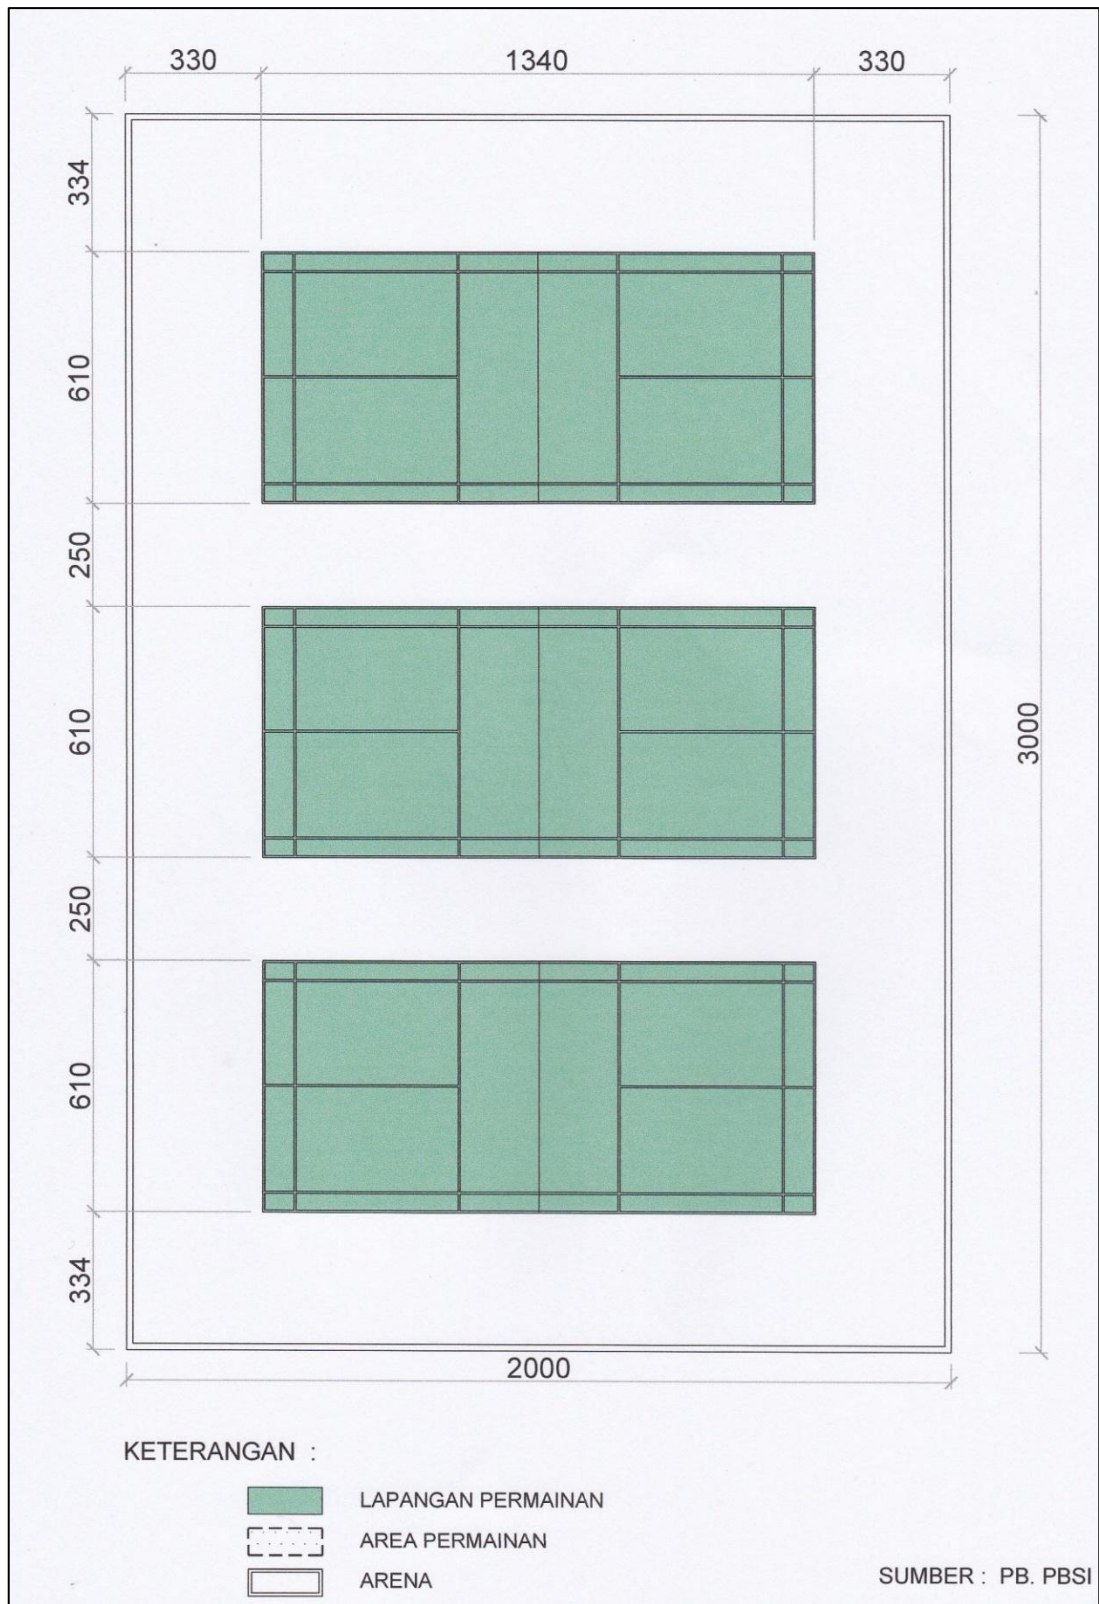 330 1340 330
334
610
250
610
3000
250
610
334
2000
KETERANGAN :
LAPANGAN PERMAINAN
AREA PERMAINAN
ARENA
SUMBER : PB. PBSI